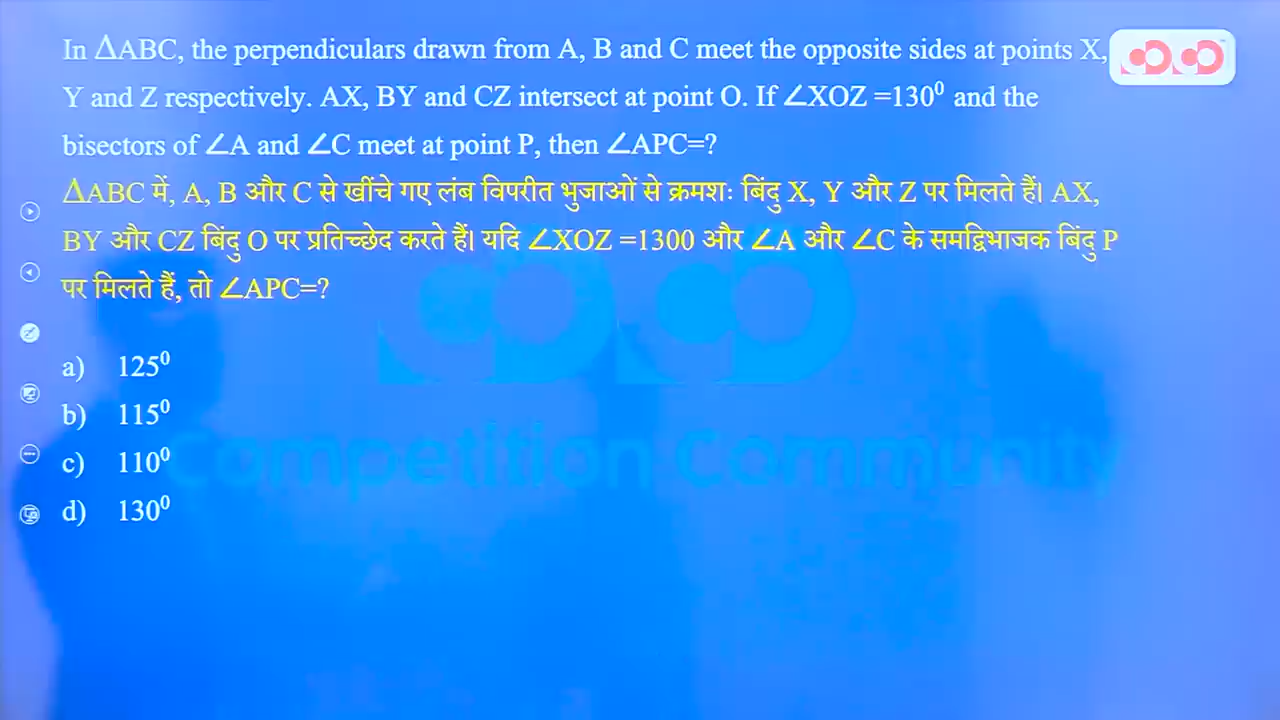 In ΔABC, the perpendiculars drawn from A, B and C meet the opposite sides at points X,
Y and Z respectively. AX, BY and CZ intersect at point O. If ∠XOZ =130⁰ and the
bisectors of ∠A and ∠C meet at point P, then ∠APC=?
ΔABC में, A, B और C से खींचे गए लंब विपरीत भुजाओं से क्रमशः बिंदु X, Y और Z पर मिलते हैं। AX,
BY और CZ बिंदु O पर प्रतिच्छेद करते हैं। यदि ∠XOZ =1300 और ∠A और ∠C के समद्विभाजक बिंदु P
पर मिलते हैं, तो ∠APC=?
a) 125⁰
b) 115⁰
c) 110⁰
d) 130⁰
Competition Community